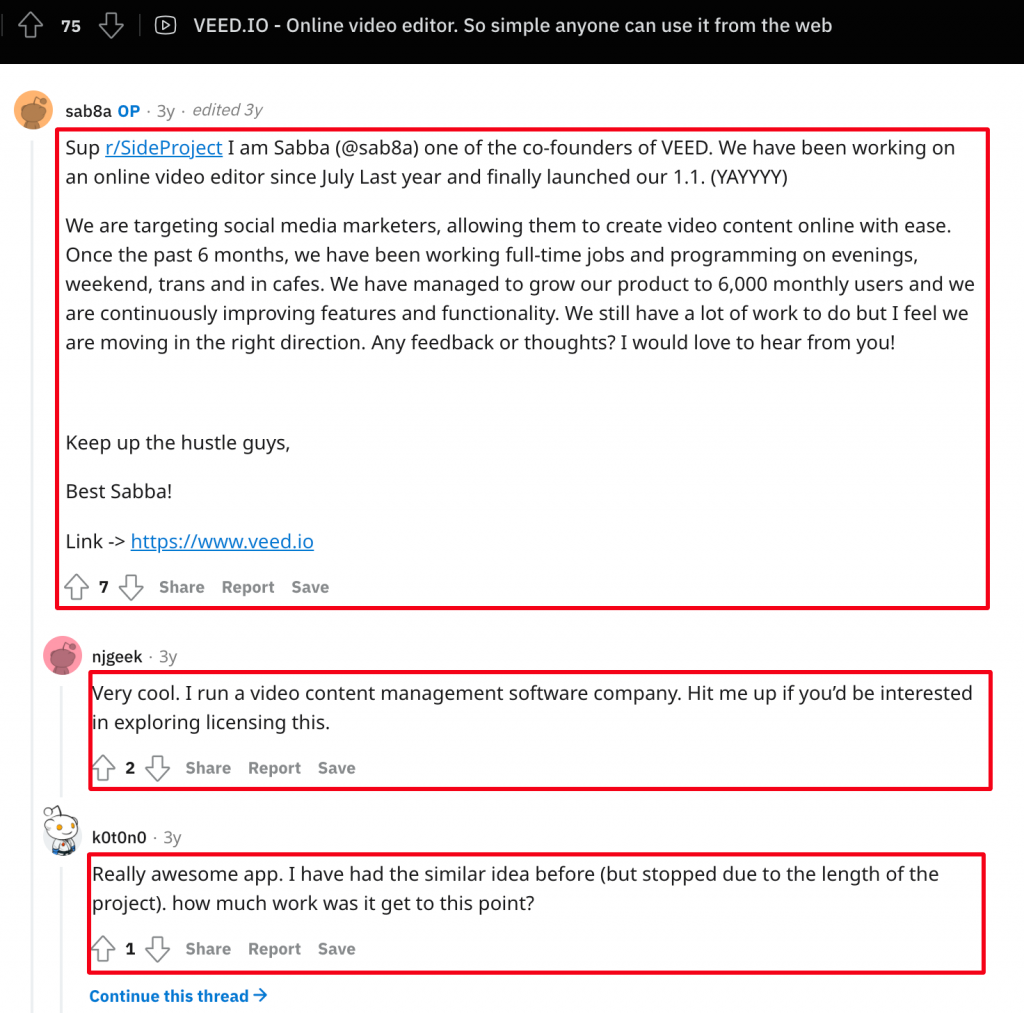 75 VEED.IO - Online video editor. So simple anyone can use it from the web
sab8a OP · 3y · edited 3y
Sup r/SideProject I am Sabba (@sab8a) one of the co-founders of VEED. We have been working on
an online video editor since July Last year and finally launched our 1.1. (YAYYYY)
We are targeting social media marketers, allowing them to create video content online with ease.
Once the past 6 months, we have been working full-time jobs and programming on evenings,
weekend, trans and in cafes. We have managed to grow our product to 6,000 monthly users and we
are continuously improving features and functionality. We still have a lot of work to do but I feel we
are moving in the right direction. Any feedback or thoughts? I would love to hear from you!
Keep up the hustle guys,
Best Sabba!
Link -> https://www.veed.io
7 Share Report Save
njgeek · 3y
Very cool. I run a video content management software company. Hit me up if you’d be interested
in exploring licensing this.
2 Share Report Save
k0t0n0 · 3y
Really awesome app. I have had the similar idea before (but stopped due to the length of the
project). how much work was it get to this point?
1 Share Report Save
Continue this thread →